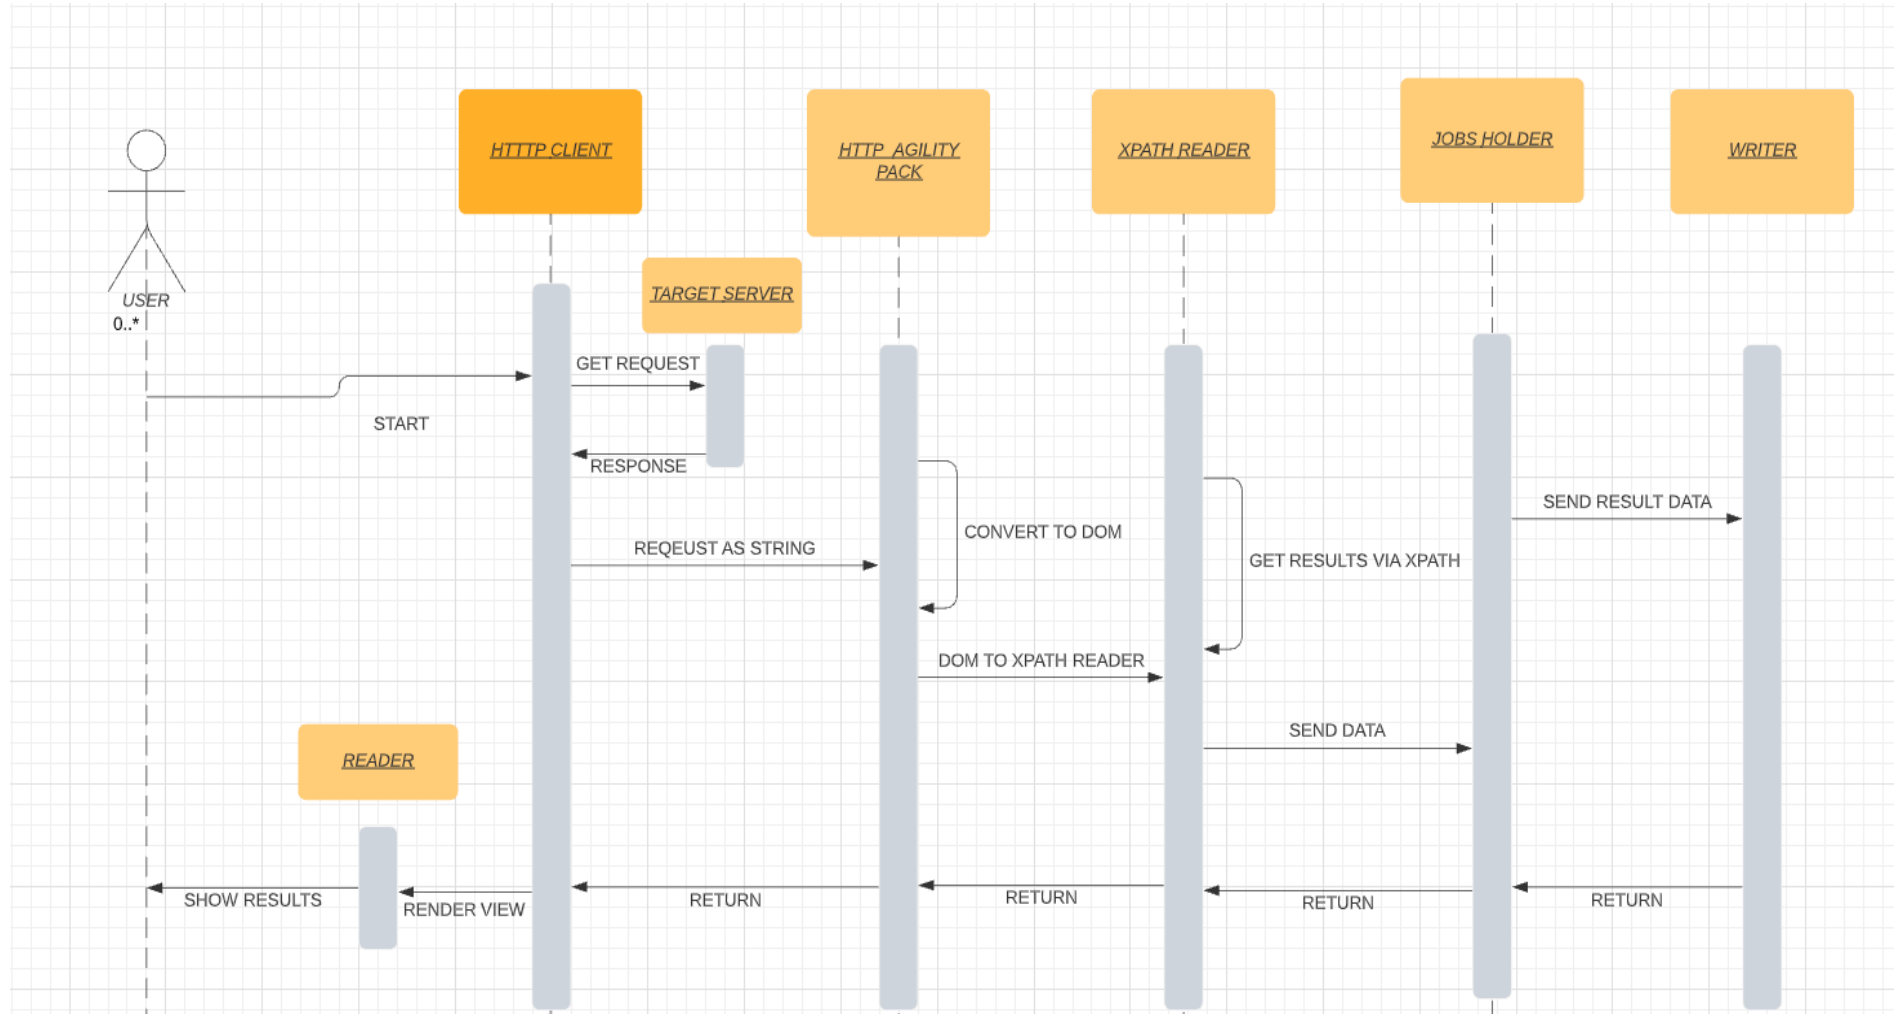 HTTTP CLIENT
HTTP  AGILITY
PACK
XPATH READER
JOBS HOLDER
WRITER
TARGET SERVER
USER
0..*
GET REQUEST
START
RESPONSE
SEND RESULT DATA
CONVERT TO DOM
REQEUST AS STRING
GET RESULTS VIA XPATH
DOM TO XPATH READER
SEND DATA
READER
SHOW RESULTS
RENDER VIEW
RETURN
RETURN
RETURN
RETURN